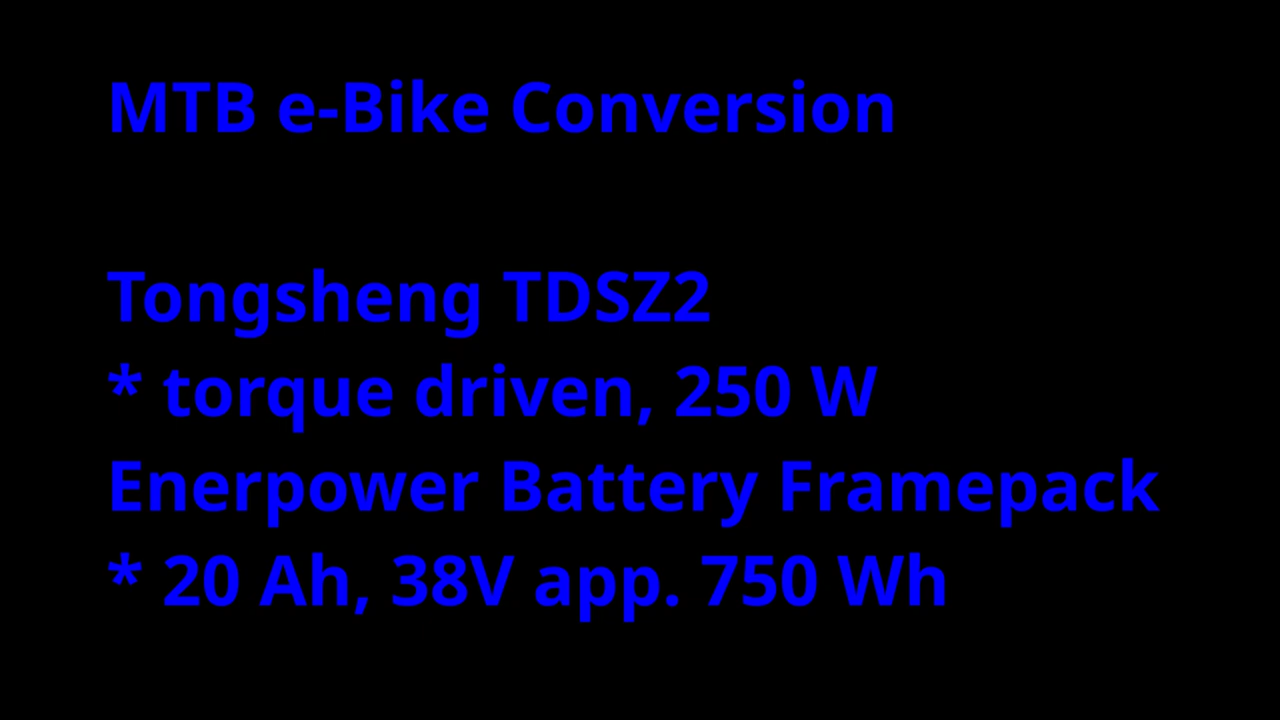 MTB e-Bike Conversion
Tongsheng TDSZ2
* torque driven, 250 W
Enerpower Battery Framepack
* 20 Ah, 38V app. 750 Wh